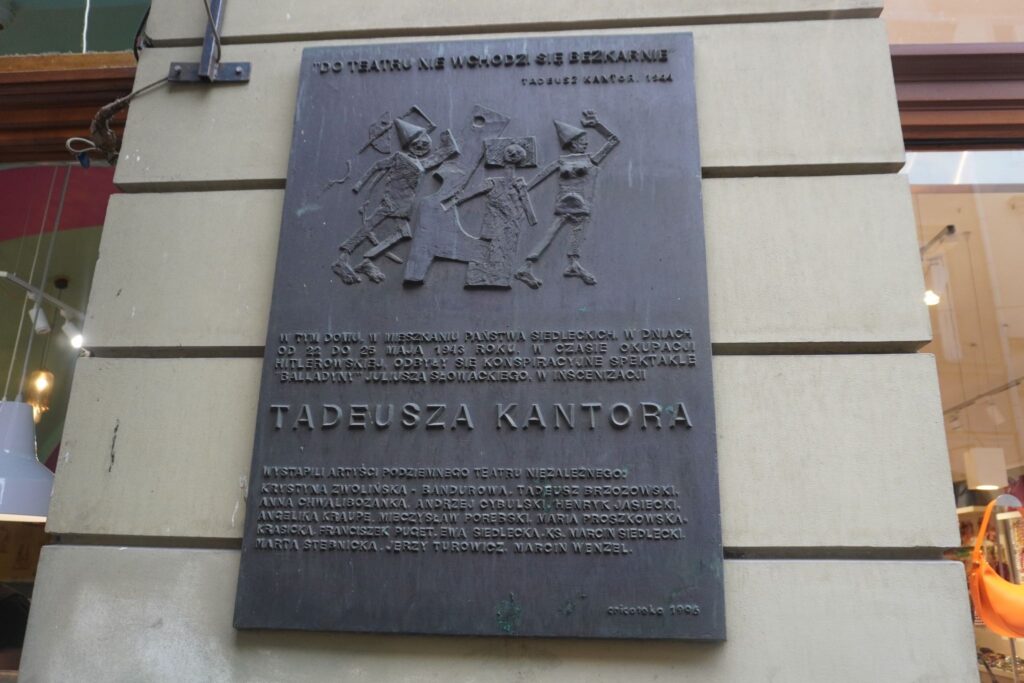 "DO TEATRU NIE WCHODZI SIĘ BEZKARNIE"
TADEUSZ KANTOR, 1944
W TYM DOMU, W MIESZKANIU PAŃSTWA SIEDLECKICH, W DNIACH
OD 22 DO 25 MAJA 1943 ROKU, W CZASIE OKUPACJI
HITLEROWSKIEJ, ODBYŁY SIĘ KONSPIRACYJNE SPEKTAKLE
"BALLADYNY" JULIUSZA SŁOWACKIEGO, W INSCENIZACJI
TADEUSZA KANTORA
WYSTĄPILI ARTYŚCI PODZIEMNEGO TEATRU NIEZALEŻNEGO:
KRYSTYNA ZWOLIŃSKA - BANDUROWA, TADEUSZ BRZOZOWSKI,
ANNA CHWALIBOŻANKA, ANDRZEJ CYBULSKI, HENRYK JASIECKI,
ANGELIKA KRAUPE, MIECZYSŁAW PORĘBSKI, MARIA PROSZKOWSKA-
KRASICKA, FRANCISZEK PUGET, EWA SIEDLECKA, KS. MARCIN SIEDLECKI,
MARTA STEBNICKA, JERZY TUROWICZ, MARCIN WENZEL.
cricoteka 1996